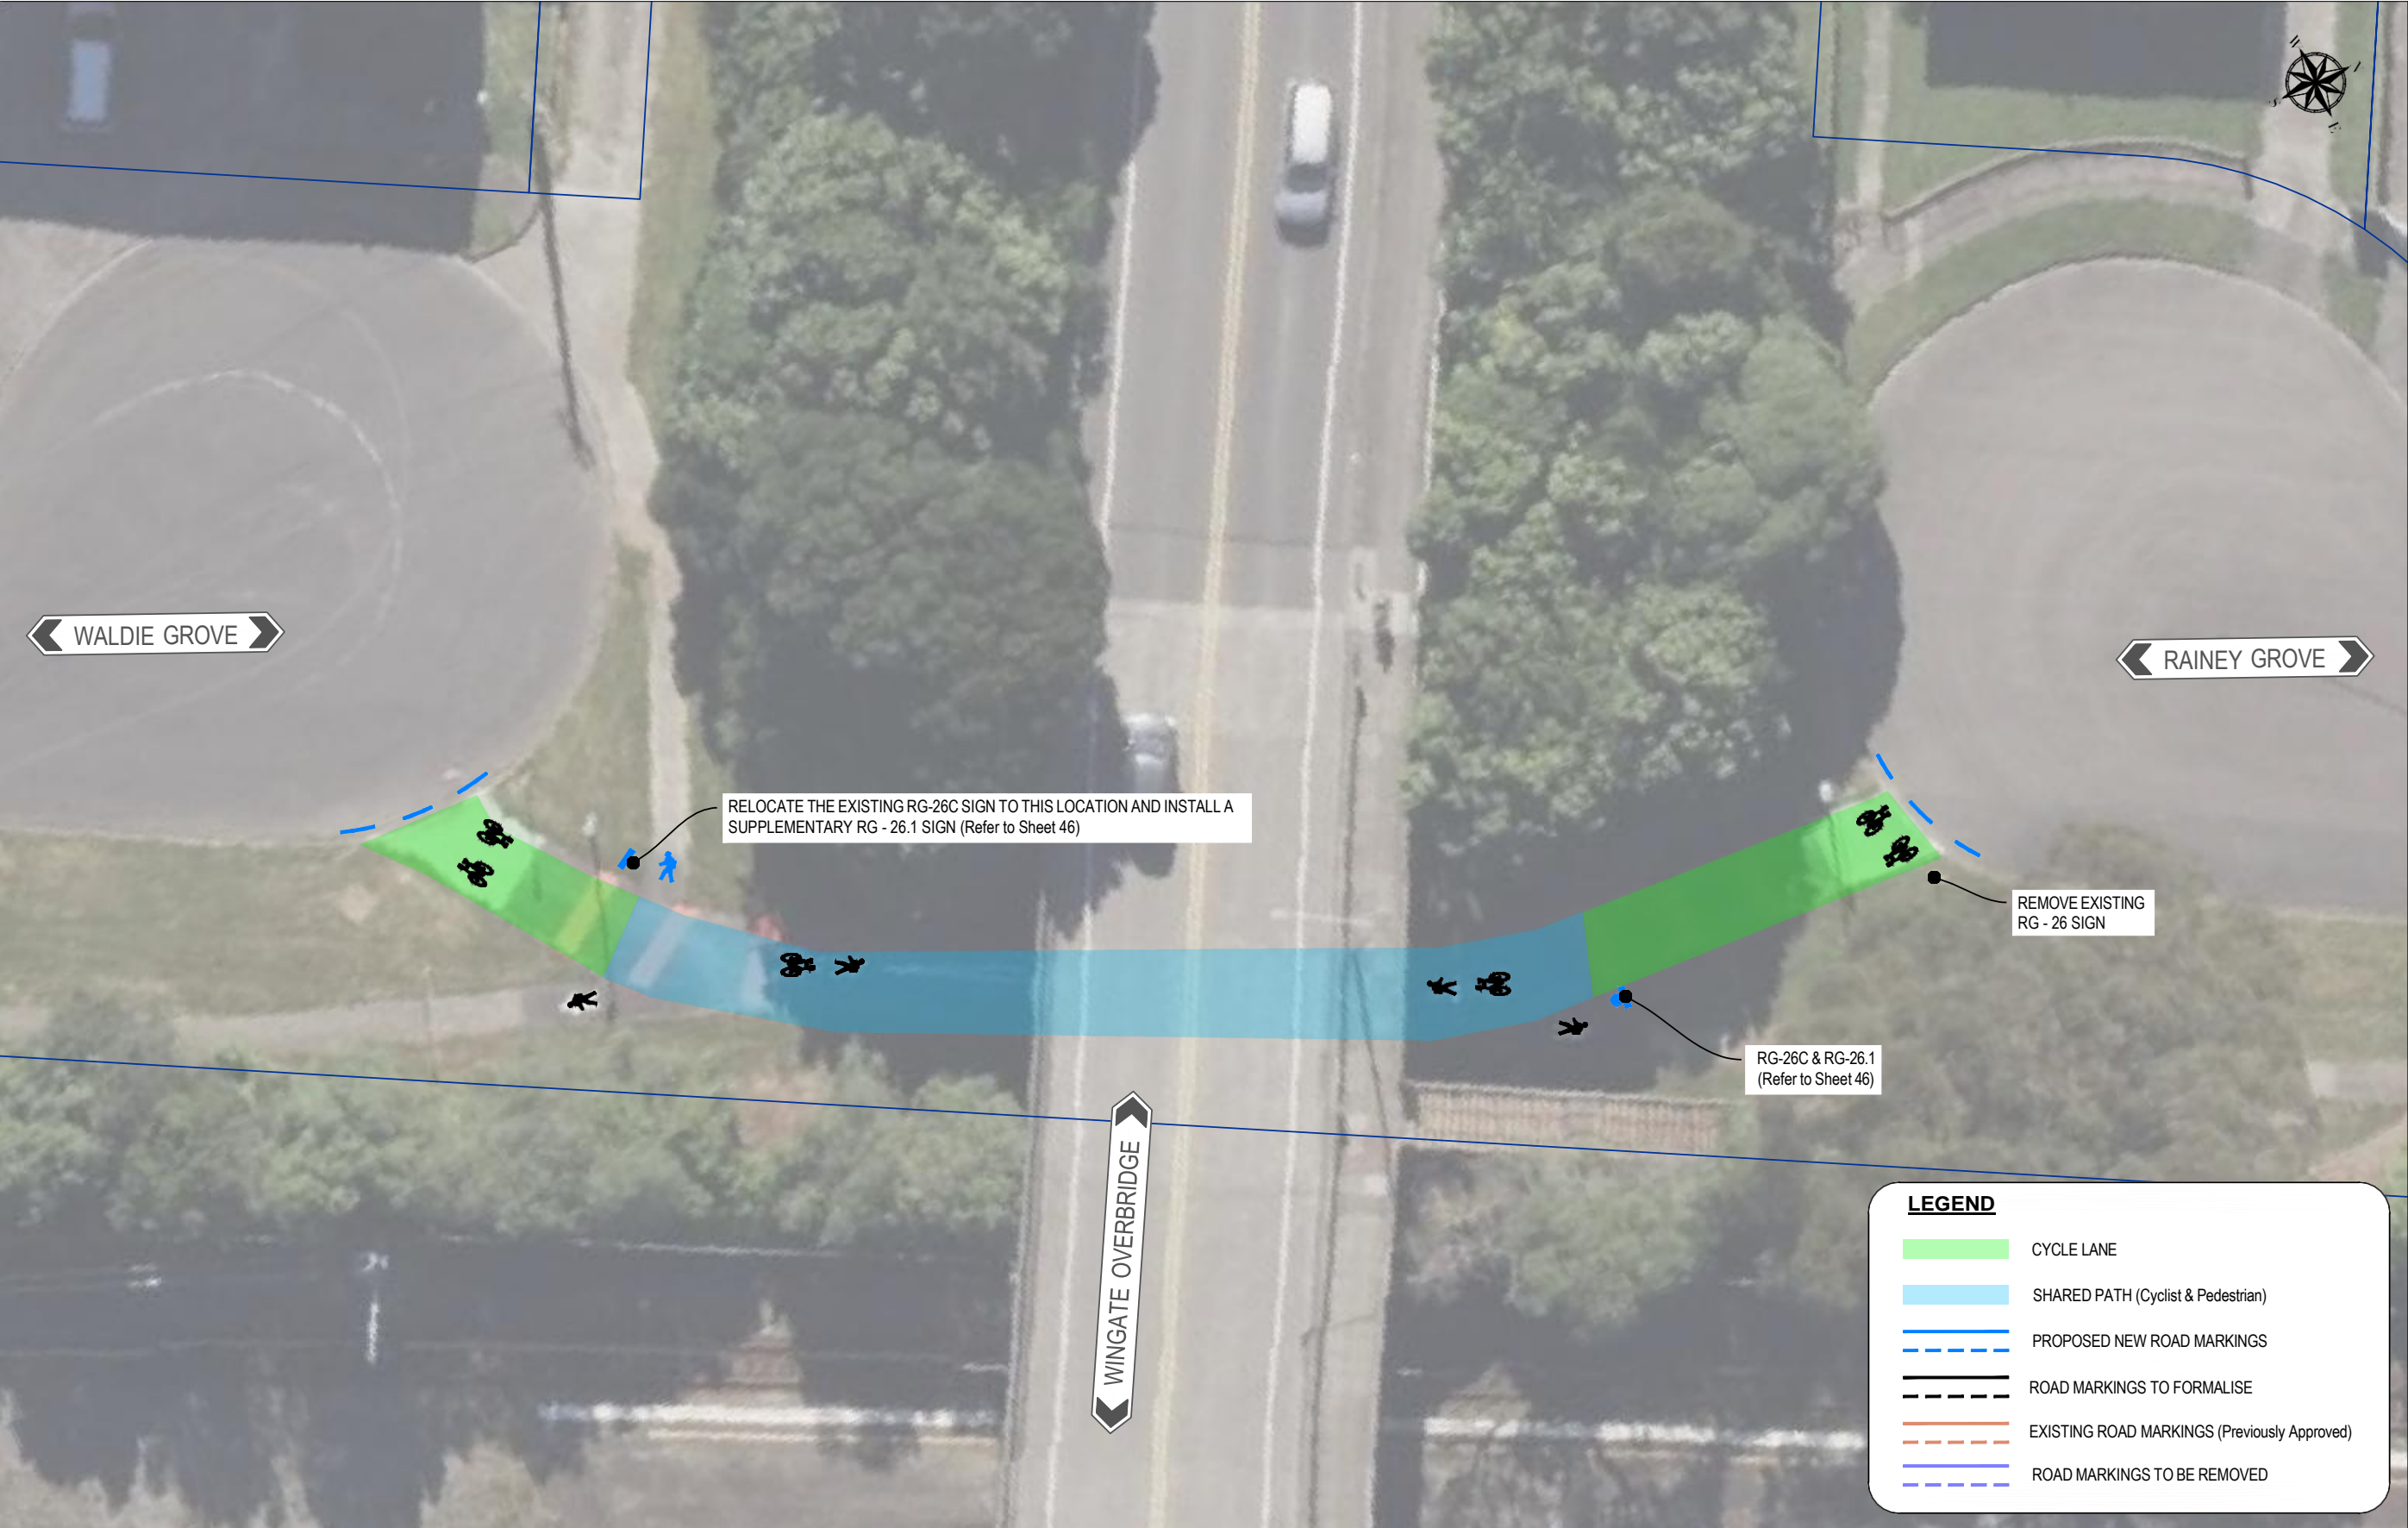 N
S
E
WALDIE GROVE
RAINEY GROVE
RELOCATE THE EXISTING RG-26C SIGN TO THIS LOCATION AND INSTALL A
SUPPLEMENTARY RG - 26.1 SIGN (Refer to Sheet 46)
REMOVE EXISTING
RG - 26 SIGN
RG-26C & RG-26.1
(Refer to Sheet 46)
WINGATE OVERBRIDGE
LEGEND
CYCLE LANE
SHARED PATH (Cyclist & Pedestrian)
PROPOSED NEW ROAD MARKINGS
ROAD MARKINGS TO FORMALISE
EXISTING ROAD MARKINGS (Previously Approved)
ROAD MARKINGS TO BE REMOVED